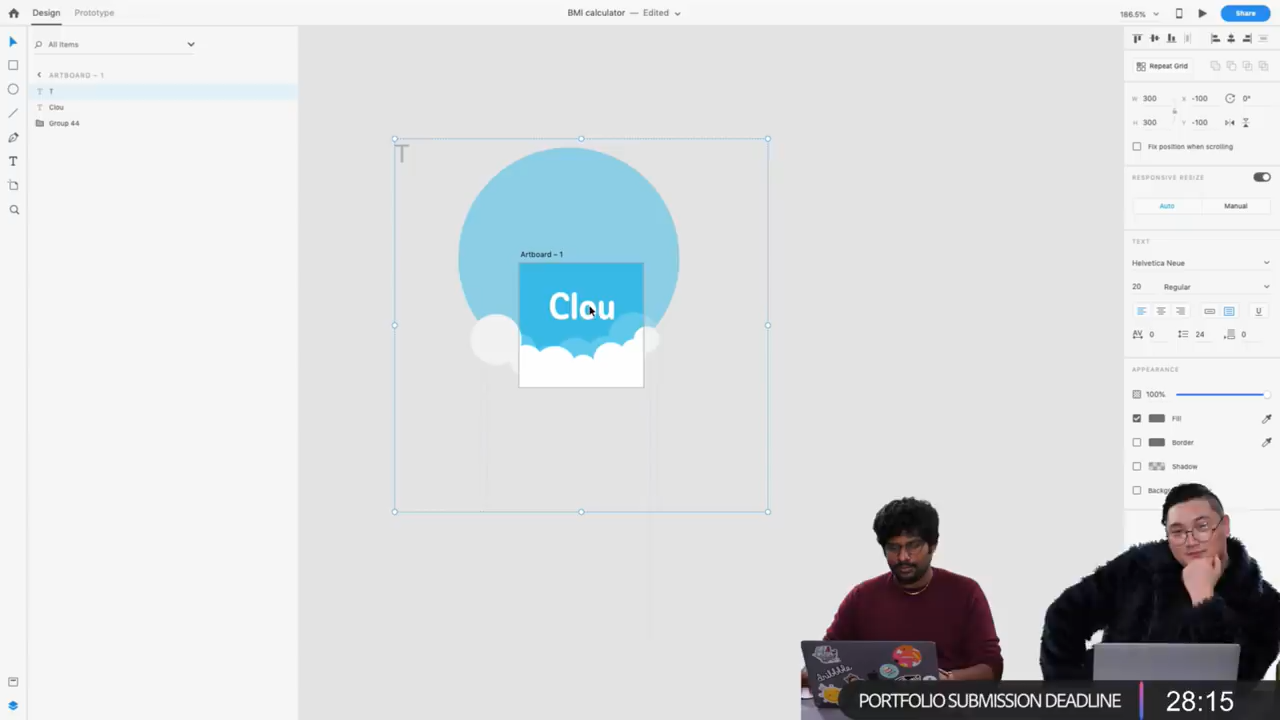 Design
Prototype
BMI calculator — Edited
186.5%
Share
All Items
ARTBOARD – 1
T
T
T
Clou
Group 44
T
Artboard – 1
Clou
Repeat Grid
W 300 X -100 0°
H 300 Y -100
Fix position when scrolling
RESPONSIVE RESIZE
Auto
Manual
TEXT
Helvetica Neue
20
Regular
AV 0
24
0
APPEARANCE
100%
Fill
Border
Shadow
PORTFOLIO SUBMISSION DEADLINE
28:15